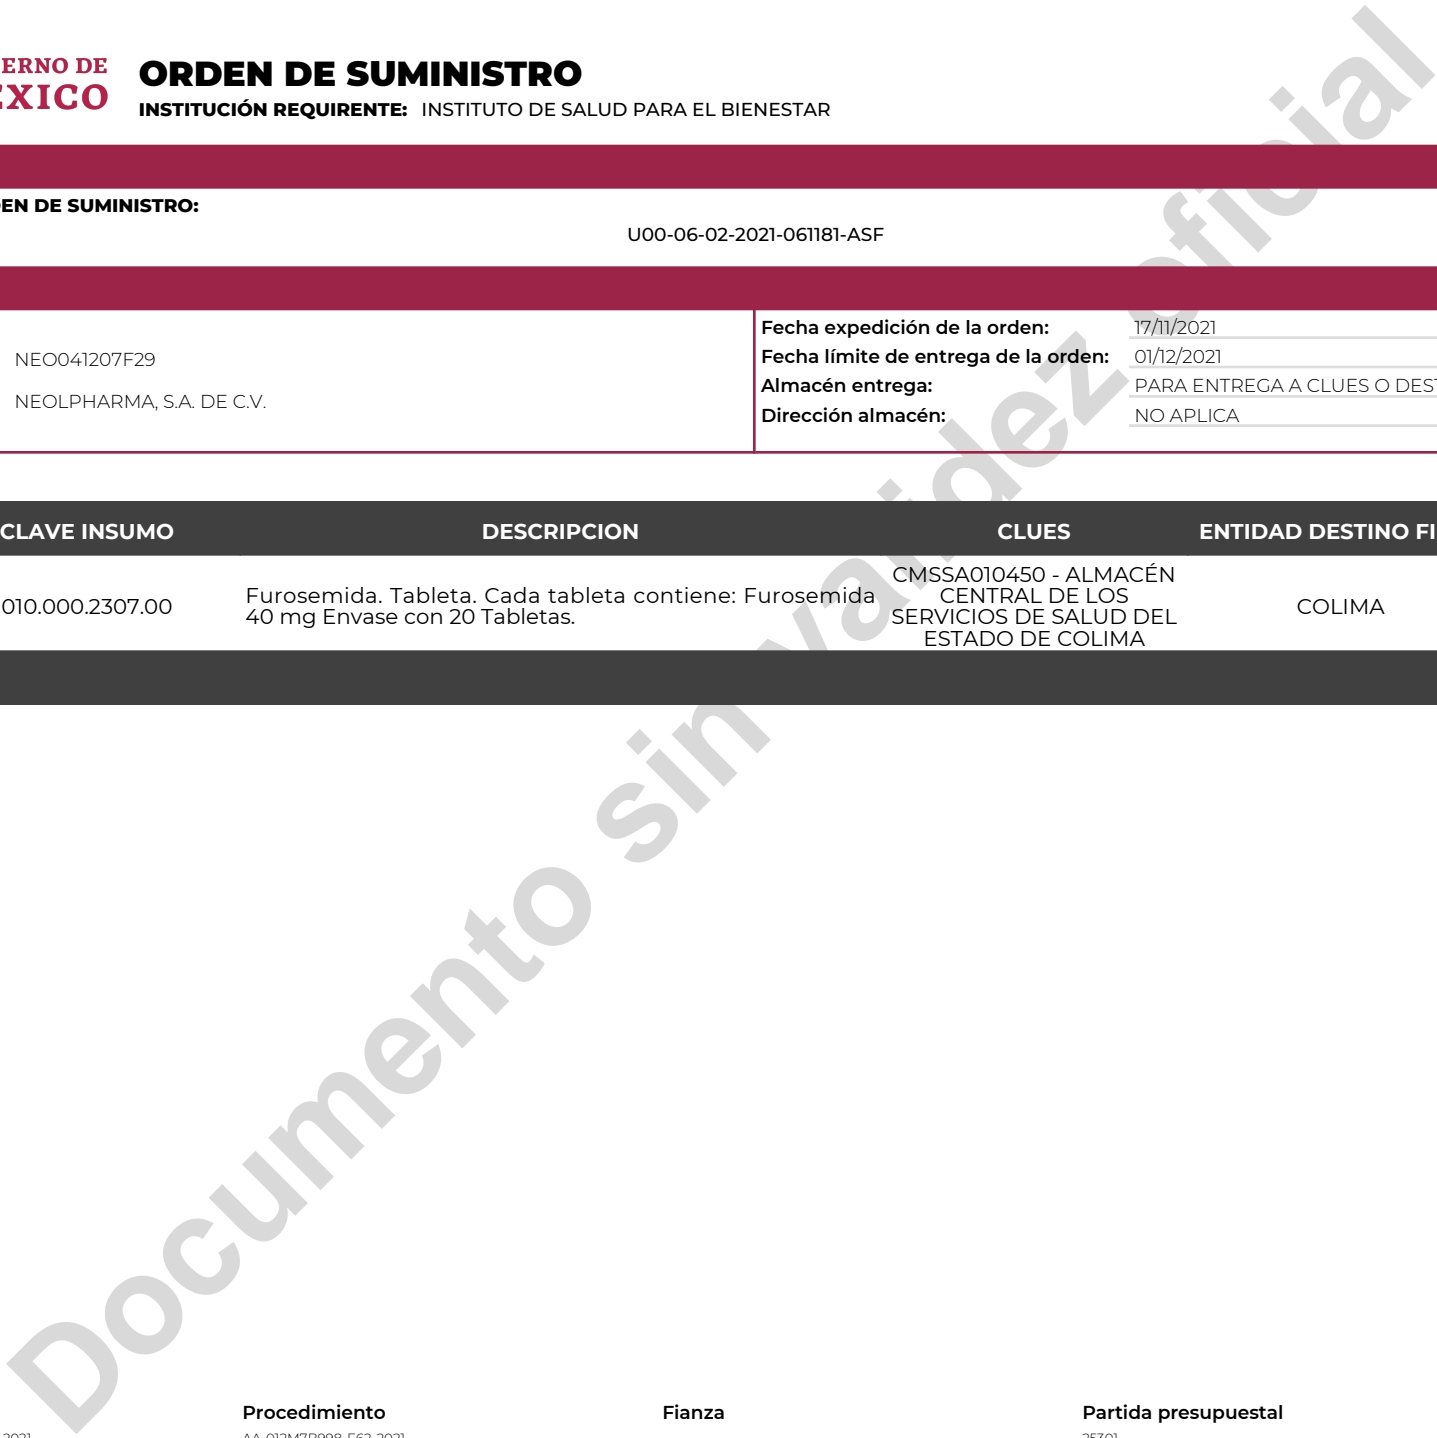 ERNO DE
ORDEN DE SUMINISTRO
EXICO
INSTITUCIÓN REQUIRENTE: INSTITUTO DE SALUD PARA EL BIENESTAR
EN DE SUMINISTRO:
U00-06-02-2021-061181-ASF
NEO041207F29
NEOLPHARMA, S.A. DE C.V.
Fecha expedición de la orden: 17/11/2021
Fecha límite de entrega de la orden: 01/12/2021
Almacén entrega: PARA ENTREGA A CLUES O DEST
Dirección almacén: NO APLICA
CLAVE INSUMO DESCRIPCION CLUES ENTIDAD DESTINO FI
010.000.2307.00
Furosemida. Tableta. Cada tableta contiene: Furosemida
40 mg Envase con 20 Tabletas.
CMSSA010450 - ALMACÉN
CENTRAL DE LOS
SERVICIOS DE SALUD DEL
ESTADO DE COLIMA
COLIMA
Documento sin validez oficial
Procedimiento Fianza Partida presupuestal